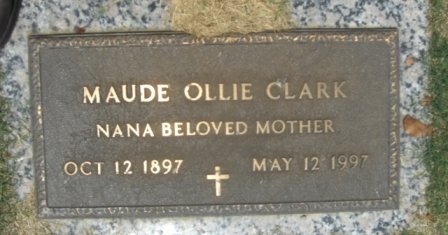 MAUDE OLLIE CLARK
NANA BELOVED MOTHER
OCT 12 1897 MAY 12 1997